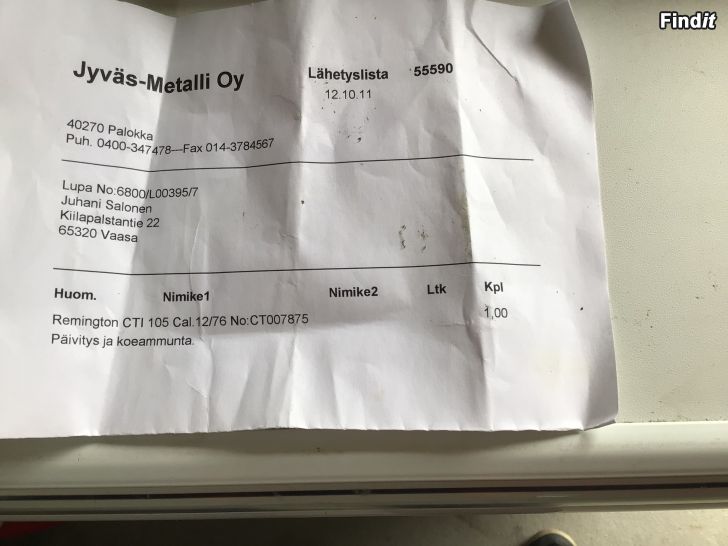 Findit
Jyväs-Metalli Oy
Lähetyslista 55590
12.10.11
40270 Palokka
Puh. 0400-347478---Fax 014-3784567
Lupa No:6800/L00395/7
Juhani Salonen
Kiilapalstantie 22
65320 Vaasa
Huom. Nimike1 Nimike2 Ltk Kpl
Remington CTI 105 Cal.12/76 No:CT007875 1,00
Päivitys ja koeammunta.